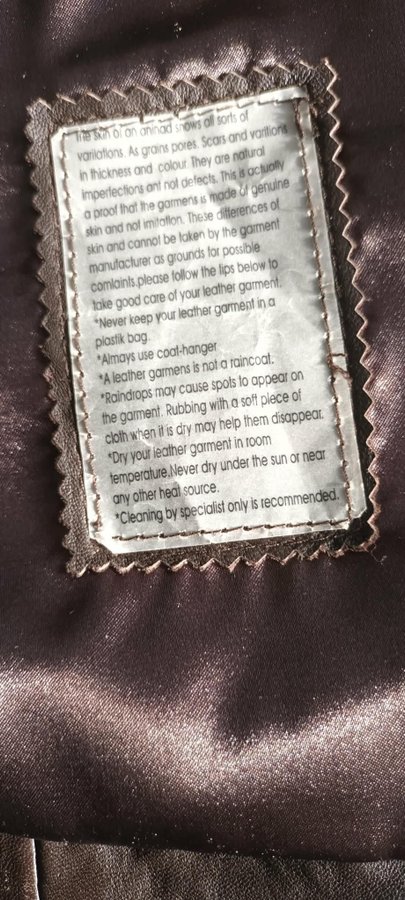 The skin of an animad snows all sorts of
variiations. As grains pores. Scars and varitions
in thickness and colour. They are natural
imperfections ant not defects. This is actually
a proof that the garmens is made of genuine
skin and not imitation. These differences of
skin and cannot be taken by the garment
manufacturer as grounds for possible
comlaints.please follow the lips below to
take good care of your leather garment.
*Never keep your leather garment in a
plastik bag.
*Almays use coat-hanger
*A leather garmens is not a raincoat.
*Raindrops may cause spots to appear on
the garment. Rubbing with a soft piece of
cloth when it is dry may help them disappear.
*Dry your leather garment in room
temperature.Never dry under the sun or near
any other heat source.
*Cleaning by specialist only is recommended.